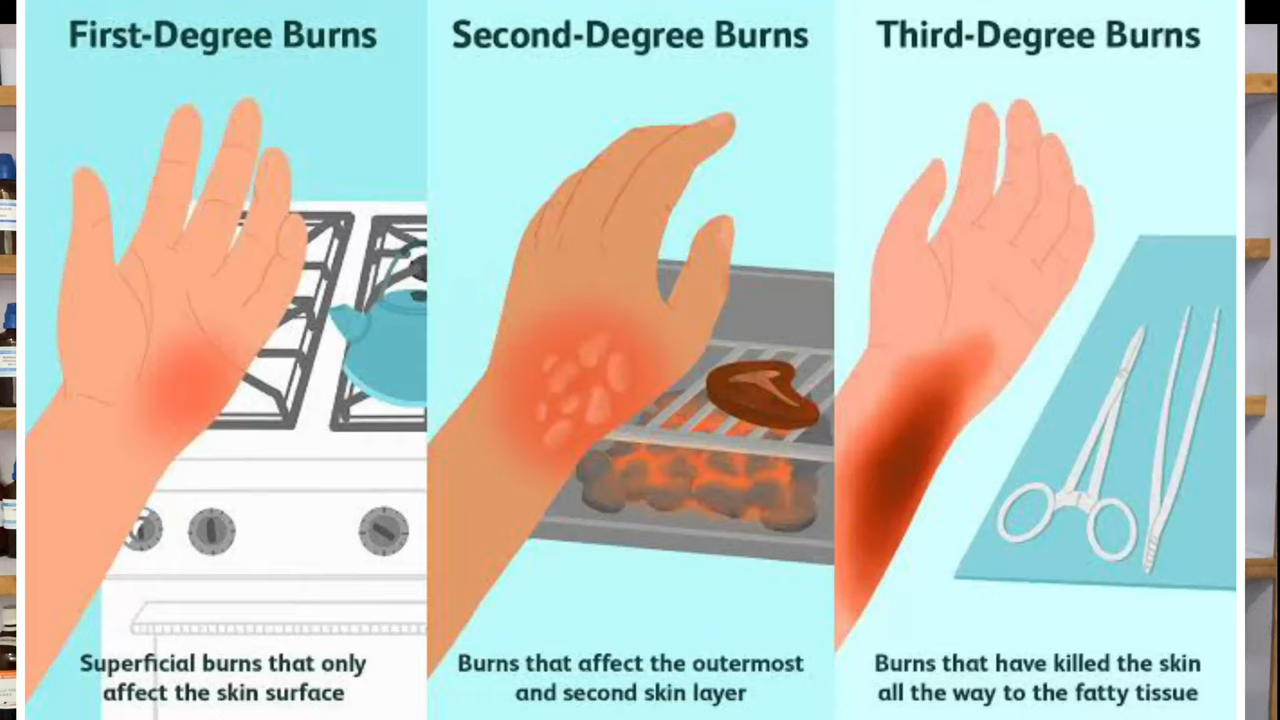 First-Degree Burns
Second-Degree Burns
Third-Degree Burns
Superficial burns that only
affect the skin surface
Burns that affect the outermost
and second skin layer
Burns that have killed the skin
all the way to the fatty tissue